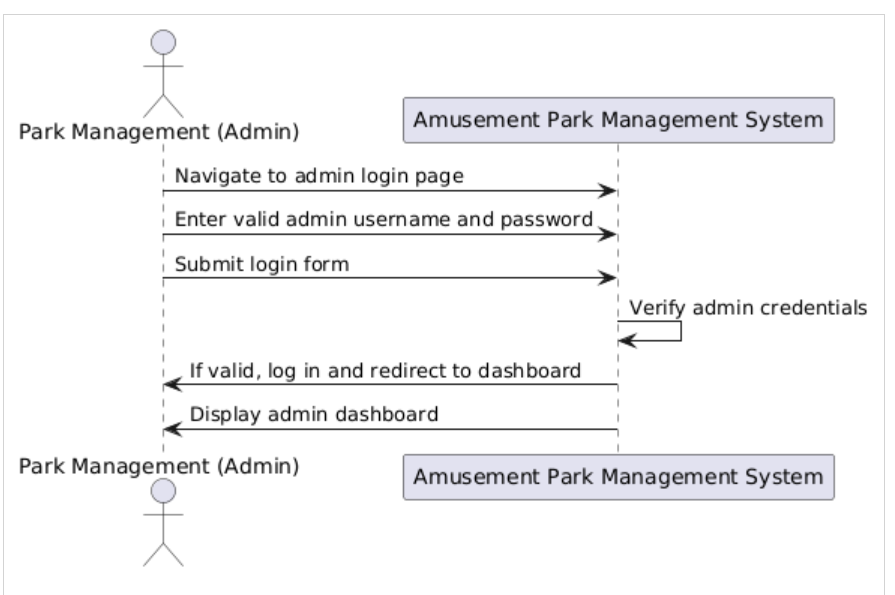 Park Management (Admin)
Amusement Park Management System
Navigate to admin login page
Enter valid admin username and password
Submit login form
Verify admin credentials
If valid, log in and redirect to dashboard
Display admin dashboard
Park Management (Admin)
Amusement Park Management System